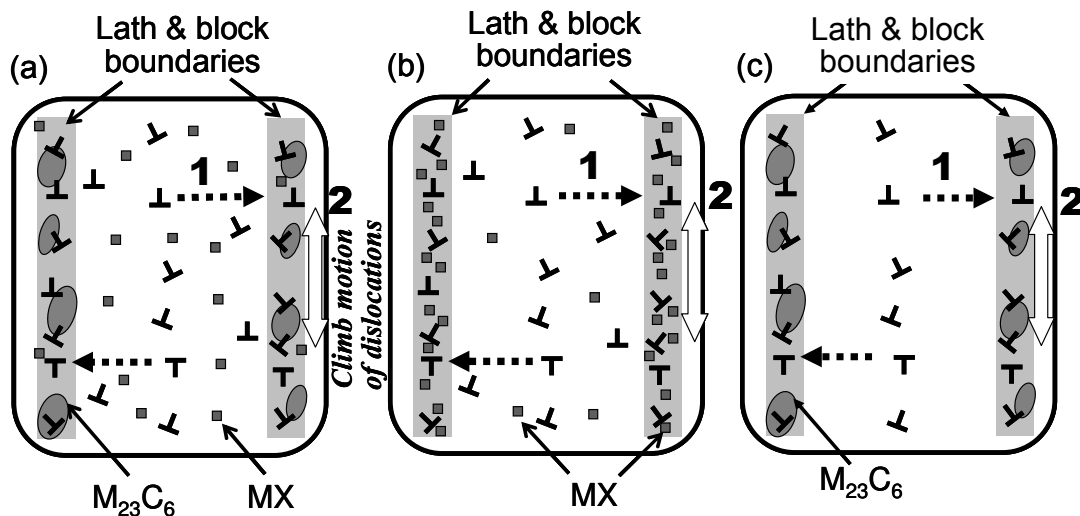 (a)
Lath & block
boundaries
1
2
Climb motion
of dislocations
M₂₃C₆
MX
(b)
Lath & block
boundaries
1
2
MX
(c)
Lath & block
boundaries
1
2
M₂₃C₆